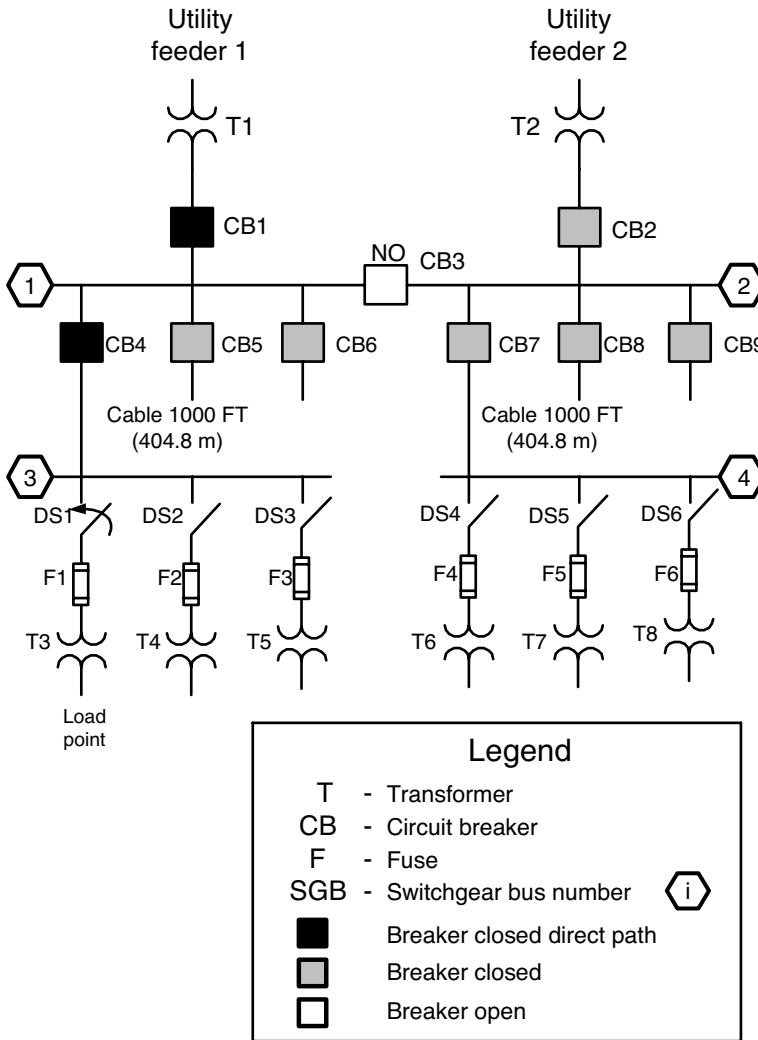 Utility
feeder 1
Utility
feeder 2
T1
T2
CB1
CB2
NO
CB3
1
2
CB4
CB5
CB6
CB7
CB8
CB9
Cable 1000 FT
(404.8 m)
Cable 1000 FT
(404.8 m)
3
4
DS1
DS2
DS3
DS4
DS5
DS6
F1
F2
F3
F4
F5
F6
T3
T4
T5
T6
T7
T8
Load
point
Legend
T - Transformer
CB - Circuit breaker
F - Fuse
SGB - Switchgear bus number i
Breaker closed direct path
Breaker closed
Breaker open